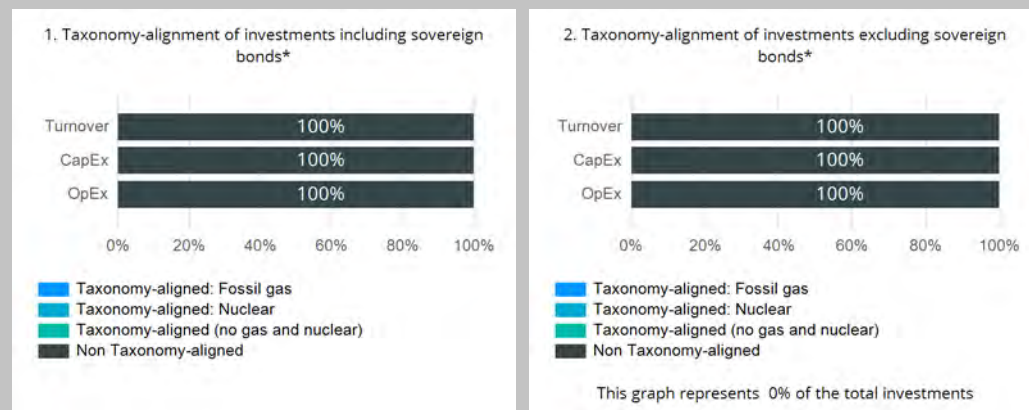 1. Taxonomy-alignment of investments including sovereign
bonds*
Turnover 100%
CapEx 100%
OpEx 100%
0% 20% 40% 60% 80% 100%
Taxonomy-aligned: Fossil gas
Taxonomy-aligned: Nuclear
Taxonomy-aligned (no gas and nuclear)
Non Taxonomy-aligned
2. Taxonomy-alignment of investments excluding sovereign
bonds*
Turnover 100%
CapEx 100%
OpEx 100%
0% 20% 40% 60% 80% 100%
Taxonomy-aligned: Fossil gas
Taxonomy-aligned: Nuclear
Taxonomy-aligned (no gas and nuclear)
Non Taxonomy-aligned
This graph represents 0% of the total investments